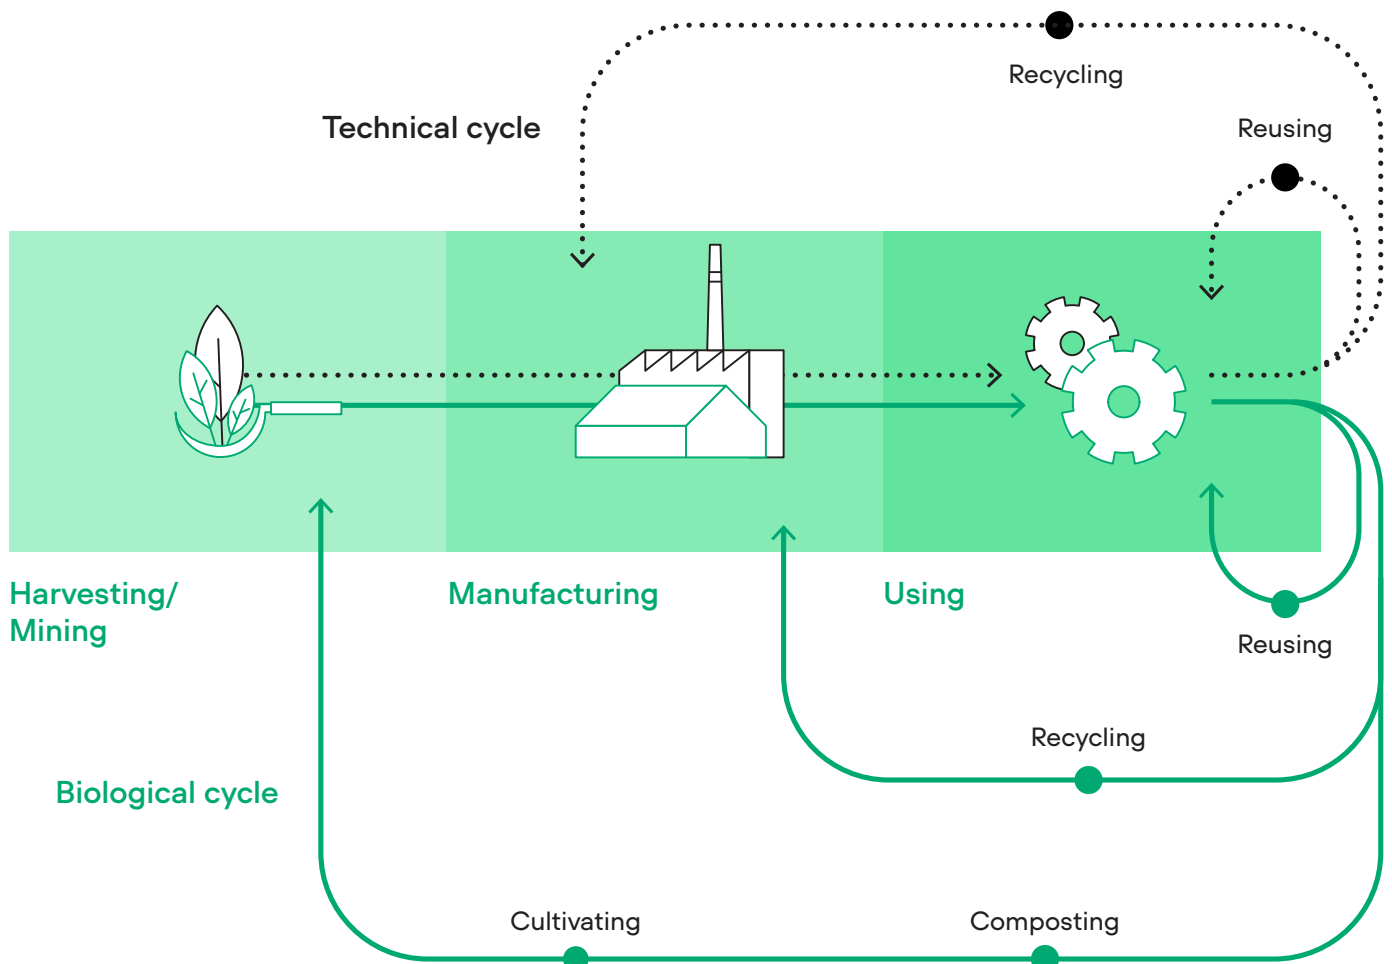 Recycling
Technical cycle
Reusing
Harvesting/
Mining
Manufacturing
Using
Reusing
Recycling
Biological cycle
Cultivating
Composting